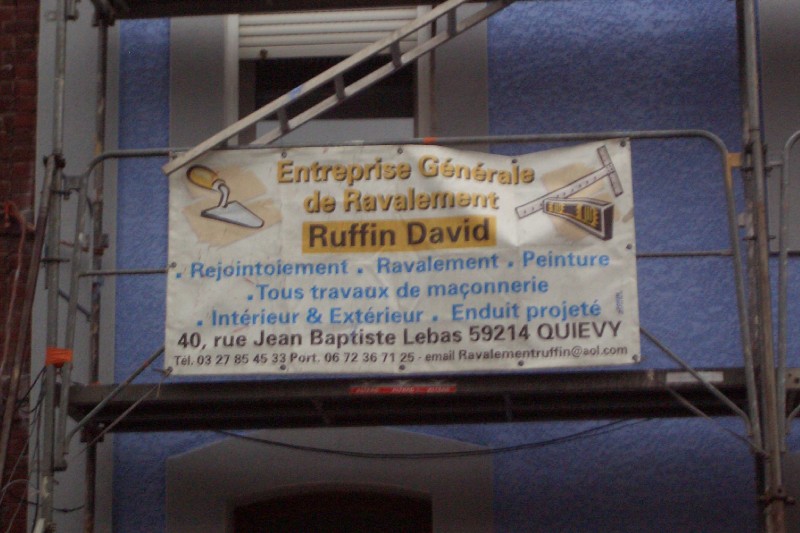 Entreprise Générale
de Ravalement
Ruffin David
. Rejointoiement . Ravalement . Peinture
.Tous travaux de maçonnerie
. Intérieur & Extérieur . Enduit projeté
40, rue Jean Baptiste Lebas 59214 QUIEVY
Tél. 03 27 85 45 33 Port. 06 72 36 71 25 - email Ravalementruffin@aol.com